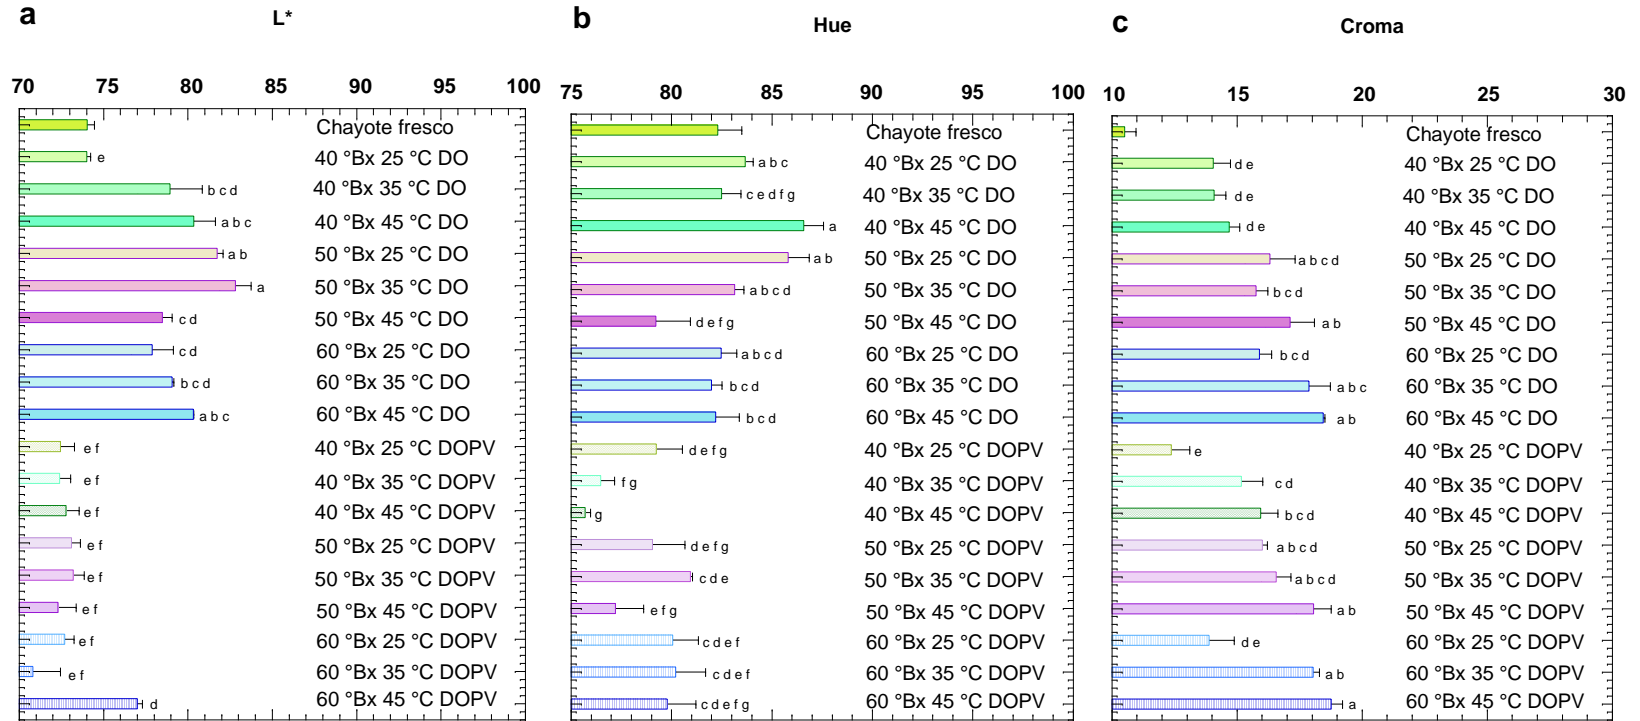 a
L*
70 75 80 85 90 95 100
Chayote fresco
e 40 °Bx 25 °C DO
b c d 40 °Bx 35 °C DO
a b c 40 °Bx 45 °C DO
a b 50 °Bx 25 °C DO
a 50 °Bx 35 °C DO
c d 50 °Bx 45 °C DO
c d 60 °Bx 25 °C DO
b c d 60 °Bx 35 °C DO
a b c 60 °Bx 45 °C DO
e f 40 °Bx 25 °C DOPV
e f 40 °Bx 35 °C DOPV
e f 40 °Bx 45 °C DOPV
e f 50 °Bx 25 °C DOPV
e f 50 °Bx 35 °C DOPV
e f 50 °Bx 45 °C DOPV
e f 60 °Bx 25 °C DOPV
e f 60 °Bx 35 °C DOPV
d 60 °Bx 45 °C DOPV
b
Hue
75 80 85 90 95 100
Chayote fresco
a b c 40 °Bx 25 °C DO
c e d f g 40 °Bx 35 °C DO
a 40 °Bx 45 °C DO
a b 50 °Bx 25 °C DO
a b c d 50 °Bx 35 °C DO
d e f g 50 °Bx 45 °C DO
a b c d 60 °Bx 25 °C DO
b c d 60 °Bx 35 °C DO
b c d 60 °Bx 45 °C DO
d e f g 40 °Bx 25 °C DOPV
f g 40 °Bx 35 °C DOPV
g 40 °Bx 45 °C DOPV
d e f g 50 °Bx 25 °C DOPV
c d e 50 °Bx 35 °C DOPV
e f g 50 °Bx 45 °C DOPV
c d e f 60 °Bx 25 °C DOPV
c d e f 60 °Bx 35 °C DOPV
c d e f g 60 °Bx 45 °C DOPV
c
Croma
10 15 20 25 30
Chayote fresco
d e 40 °Bx 25 °C DO
d e 40 °Bx 35 °C DO
d e 40 °Bx 45 °C DO
a b c d 50 °Bx 25 °C DO
b c d 50 °Bx 35 °C DO
a b 50 °Bx 45 °C DO
b c d 60 °Bx 25 °C DO
a b c 60 °Bx 35 °C DO
a b 60 °Bx 45 °C DO
e 40 °Bx 25 °C DOPV
c d 40 °Bx 35 °C DOPV
b c d 40 °Bx 45 °C DOPV
a b c d 50 °Bx 25 °C DOPV
a b c d 50 °Bx 35 °C DOPV
a b 50 °Bx 45 °C DOPV
d e 60 °Bx 25 °C DOPV
a b 60 °Bx 35 °C DOPV
a 60 °Bx 45 °C DOPV